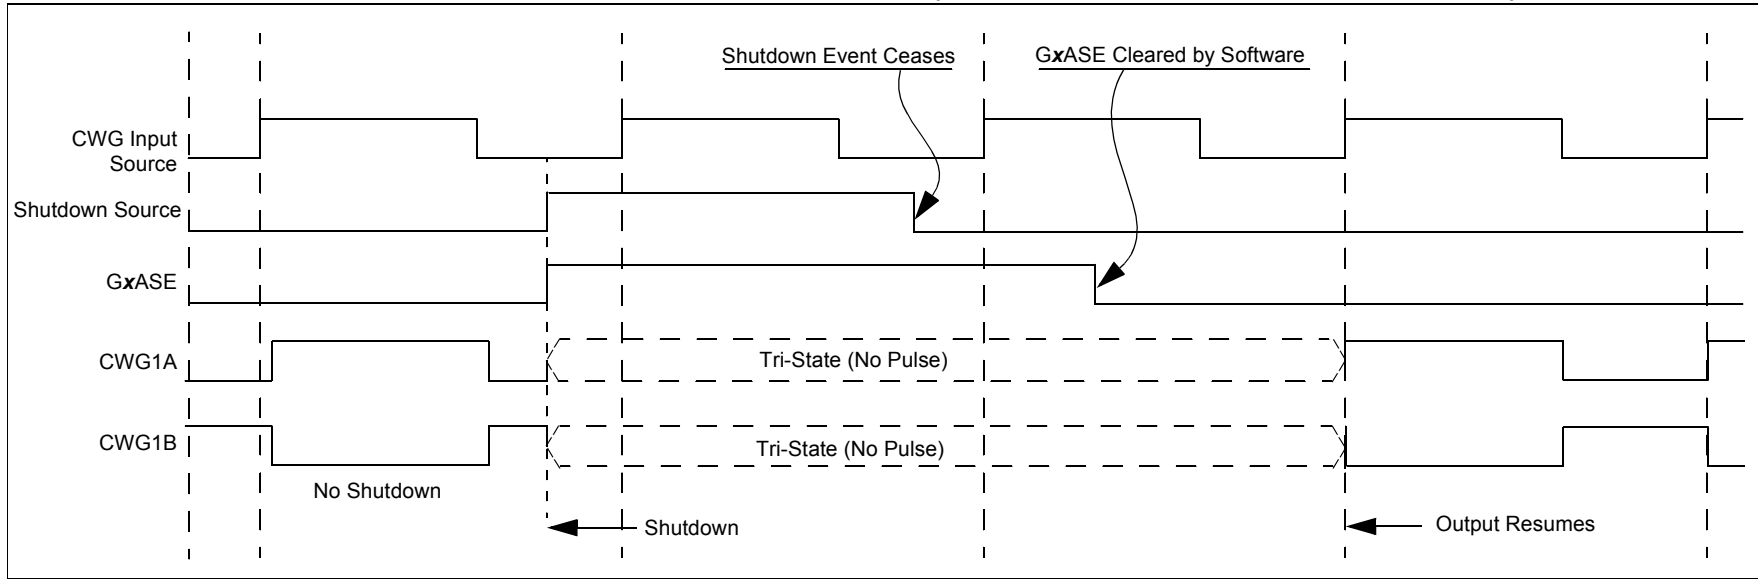 Shutdown Event Ceases
GxASE Cleared by Software
CWG Input
Source
Shutdown Source
GxASE
CWG1A
Tri-State (No Pulse)
CWG1B
Tri-State (No Pulse)
No Shutdown
Shutdown
Output Resumes